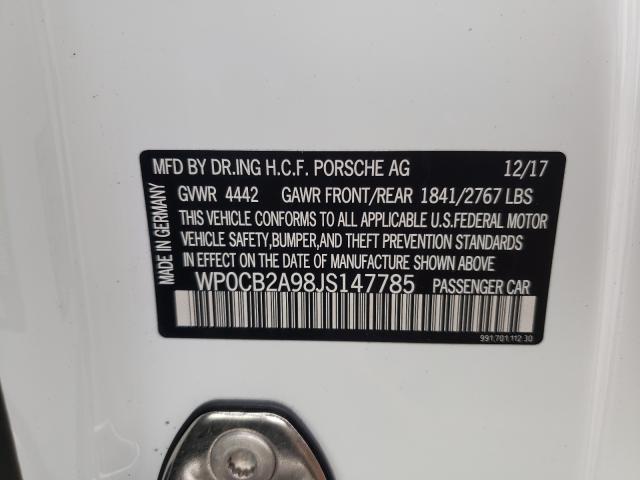 MFD BY DR.ING H.C.F. PORSCHE AG 12/17
GVWR 4442 GAWR FRONT/REAR 1841/2767 LBS
THIS VEHICLE CONFORMS TO ALL APPLICABLE U.S.FEDERAL MOTOR
VEHICLE SAFETY,BUMPER,AND THEFT PREVENTION STANDARDS
IN EFFECT ON THE DATE OF MANUFACTURE SHOWN ABOVE
WP0CB2A98JS147785 PASSENGER CAR
MADE IN GERMANY
991.701.112.30